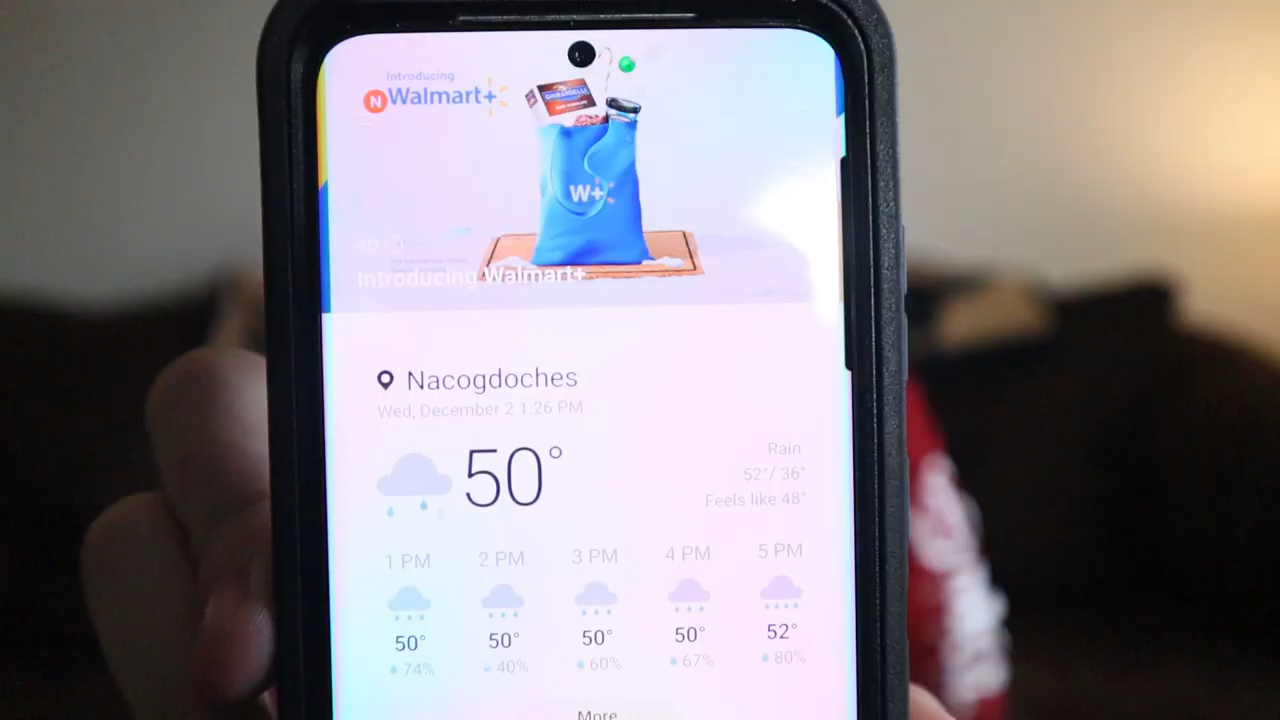 Introducing
N Walmart+
GHIRARDELLI
W+
Introducing Walmart+
Nacogdoches
Wed, December 2 1:26 PM
50°
Rain
52°/ 36°
Feels like 48°
1 PM 2 PM 3 PM 4 PM 5 PM
50° 50° 50° 50° 52°
74% 40% 60% 67% 80%
More